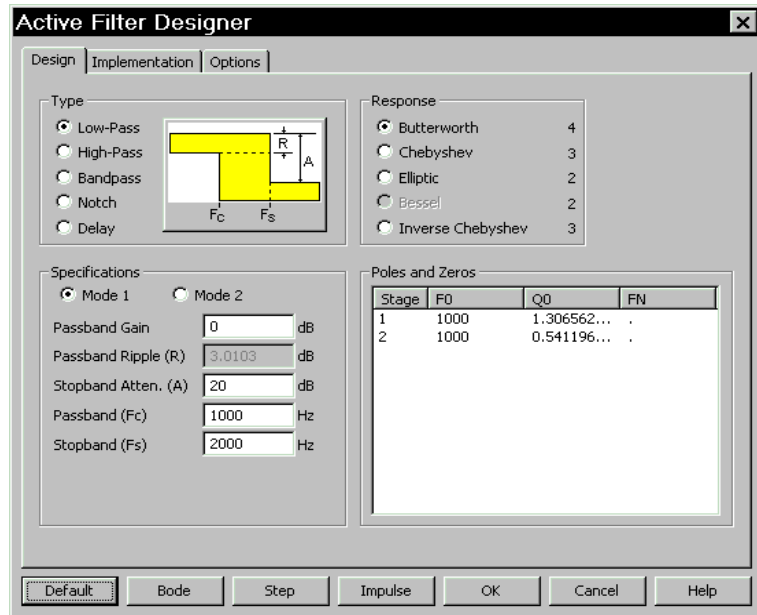 Active Filter Designer
Design Implementation Options
Type
Low-Pass
High-Pass
Bandpass
Notch
Delay
R
A
Fc Fs
Response
Butterworth 4
Chebyshev 3
Elliptic 2
Bessel 2
Inverse Chebyshev 3
Specifications
Mode 1 Mode 2
Passband Gain 0 dB
Passband Ripple (R) 3.0103 dB
Stopband Atten. (A) 20 dB
Passband (Fc) 1000 Hz
Stopband (Fs) 2000 Hz
Poles and Zeros
Stage F0 Q0 FN
1 1000 1.306562... .
2 1000 0.541196... .
Default Bode Step Impulse OK Cancel Help